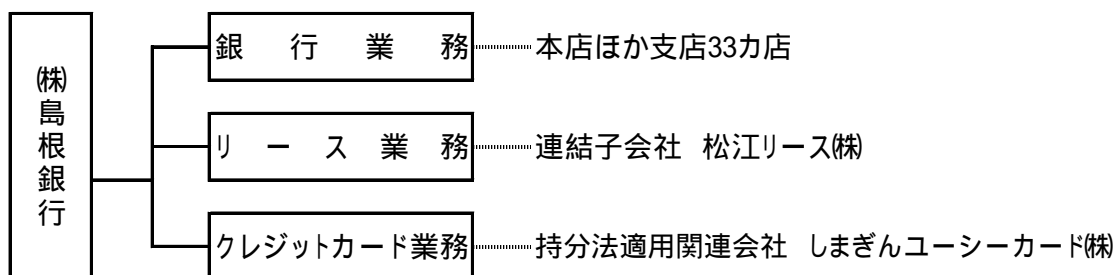 ㈱島根銀行
銀行業務 本店ほか支店33カ店
リース業務 連結子会社 松江リース㈱
クレジットカード業務 持分法適用関連会社 しまぎんユーシーカード㈱